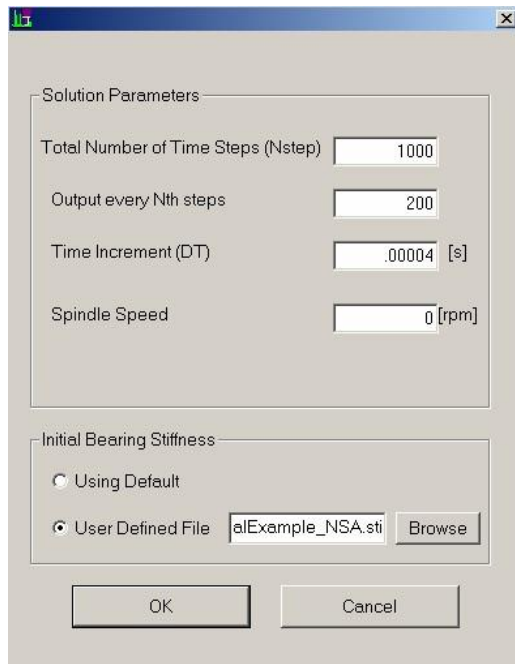 Solution Parameters
Total Number of Time Steps (Nstep) 1000
Output every Nth steps 200
Time Increment (DT) .00004 [s]
Spindle Speed 0 [rpm]
Initial Bearing Stiffness
Using Default
User Defined File alExample_NSA.sti Browse
OK Cancel